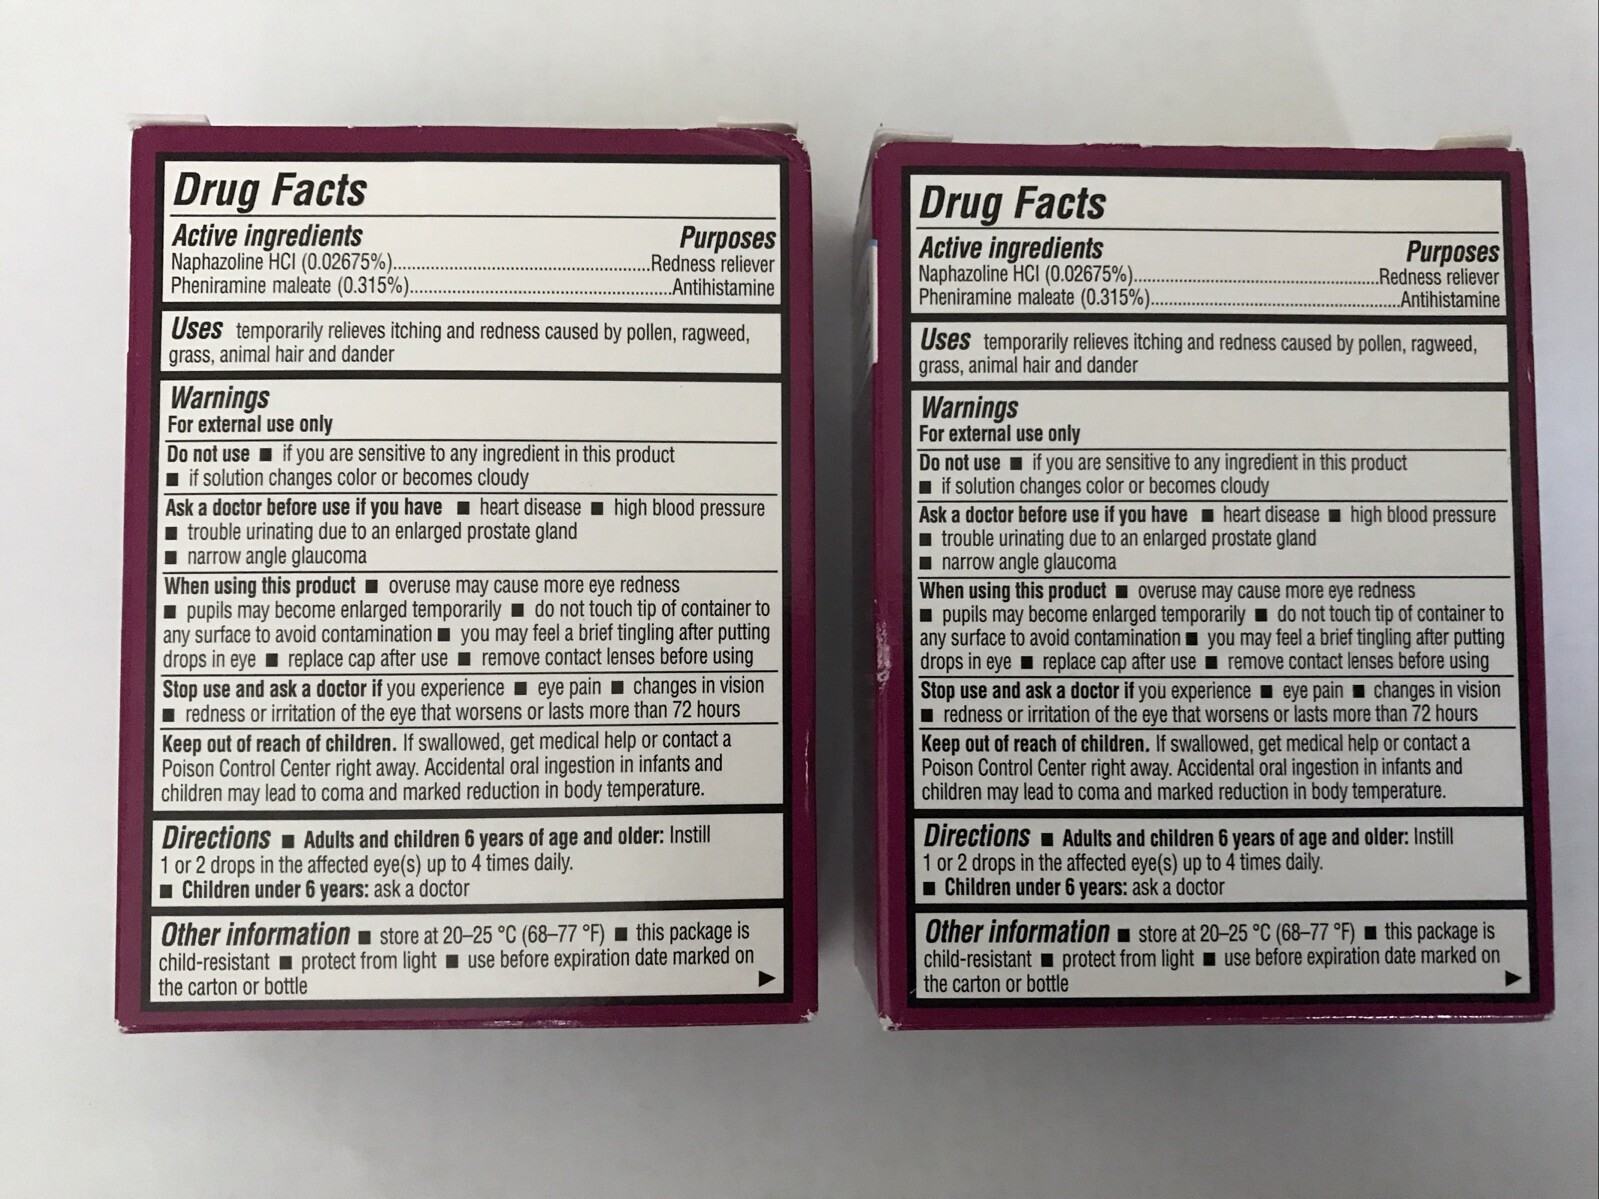 Drug Facts
Active ingredients Purposes
Naphazoline HCl (0.02675%)..........Redness reliever
Pheniramine maleate (0.315%)..........Antihistamine
Uses temporarily relieves itching and redness caused by pollen, ragweed,
grass, animal hair and dander
Warnings
For external use only
Do not use ■ if you are sensitive to any ingredient in this product
■ if solution changes color or becomes cloudy
Ask a doctor before use if you have ■ heart disease ■ high blood pressure
■ trouble urinating due to an enlarged prostate gland
■ narrow angle glaucoma
When using this product ■ overuse may cause more eye redness
■ pupils may become enlarged temporarily ■ do not touch tip of container to
any surface to avoid contamination ■ you may feel a brief tingling after putting
drops in eye ■ replace cap after use ■ remove contact lenses before using
Stop use and ask a doctor if you experience ■ eye pain ■ changes in vision
■ redness or irritation of the eye that worsens or lasts more than 72 hours
Keep out of reach of children. If swallowed, get medical help or contact a
Poison Control Center right away. Accidental oral ingestion in infants and
children may lead to coma and marked reduction in body temperature.
Directions ■ Adults and children 6 years of age and older: Instill
1 or 2 drops in the affected eye(s) up to 4 times daily.
■ Children under 6 years: ask a doctor
Other information ■ store at 20–25 °C (68–77 °F) ■ this package is
child-resistant ■ protect from light ■ use before expiration date marked on
the carton or bottle
Drug Facts
Active ingredients Purposes
Naphazoline HCl (0.02675%)..........Redness reliever
Pheniramine maleate (0.315%)..........Antihistamine
Uses temporarily relieves itching and redness caused by pollen, ragweed,
grass, animal hair and dander
Warnings
For external use only
Do not use ■ if you are sensitive to any ingredient in this product
■ if solution changes color or becomes cloudy
Ask a doctor before use if you have ■ heart disease ■ high blood pressure
■ trouble urinating due to an enlarged prostate gland
■ narrow angle glaucoma
When using this product ■ overuse may cause more eye redness
■ pupils may become enlarged temporarily ■ do not touch tip of container to
any surface to avoid contamination ■ you may feel a brief tingling after putting
drops in eye ■ replace cap after use ■ remove contact lenses before using
Stop use and ask a doctor if you experience ■ eye pain ■ changes in vision
■ redness or irritation of the eye that worsens or lasts more than 72 hours
Keep out of reach of children. If swallowed, get medical help or contact a
Poison Control Center right away. Accidental oral ingestion in infants and
children may lead to coma and marked reduction in body temperature.
Directions ■ Adults and children 6 years of age and older: Instill
1 or 2 drops in the affected eye(s) up to 4 times daily.
■ Children under 6 years: ask a doctor
Other information ■ store at 20–25 °C (68–77 °F) ■ this package is
child-resistant ■ protect from light ■ use before expiration date marked on
the carton or bottle